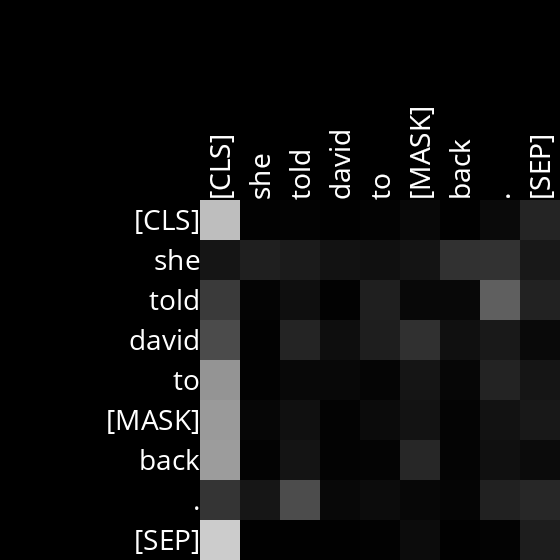 [CLS] she told david to [MASK] back . [SEP]
[CLS]
she
told
david
to
[MASK]
back
.
[SEP]